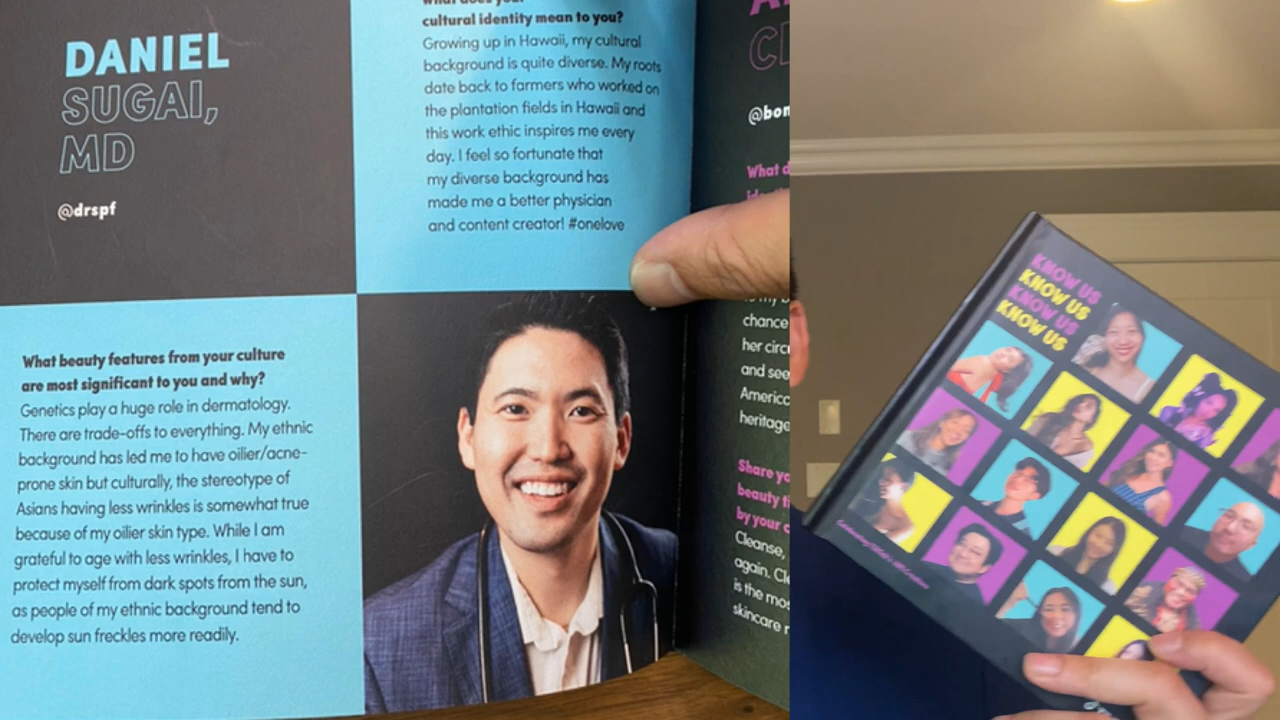 DANIEL
SUGAI,
MD
@drspf
cultural identity mean to you?
Growing up in Hawaii, my cultural
background is quite diverse. My roots
date back to farmers who worked on
the plantation fields in Hawaii and
this work ethic inspires me every
day. I feel so fortunate that
my diverse background has
made me a better physician
and content creator! #onelove
What beauty features from your culture
are most significant to you and why?
Genetics play a huge role in dermatology.
There are trade-offs to everything. My ethnic
background has led me to have oilier/acne-
prone skin but culturally, the stereotype of
Asians having less wrinkles is somewhat true
because of my oilier skin type. While I am
grateful to age with less wrinkles, I have to
protect myself from dark spots from the sun,
as people of my ethnic background tend to
develop sun freckles more readily.
@bon
What d
chance
her circ
and see
Americ
heritage
Share yo
beauty ti
by your c
Cleanse,
again. Cl
is the mos
skincare r
KNOW US
KNOW US
KNOW US
KNOW US